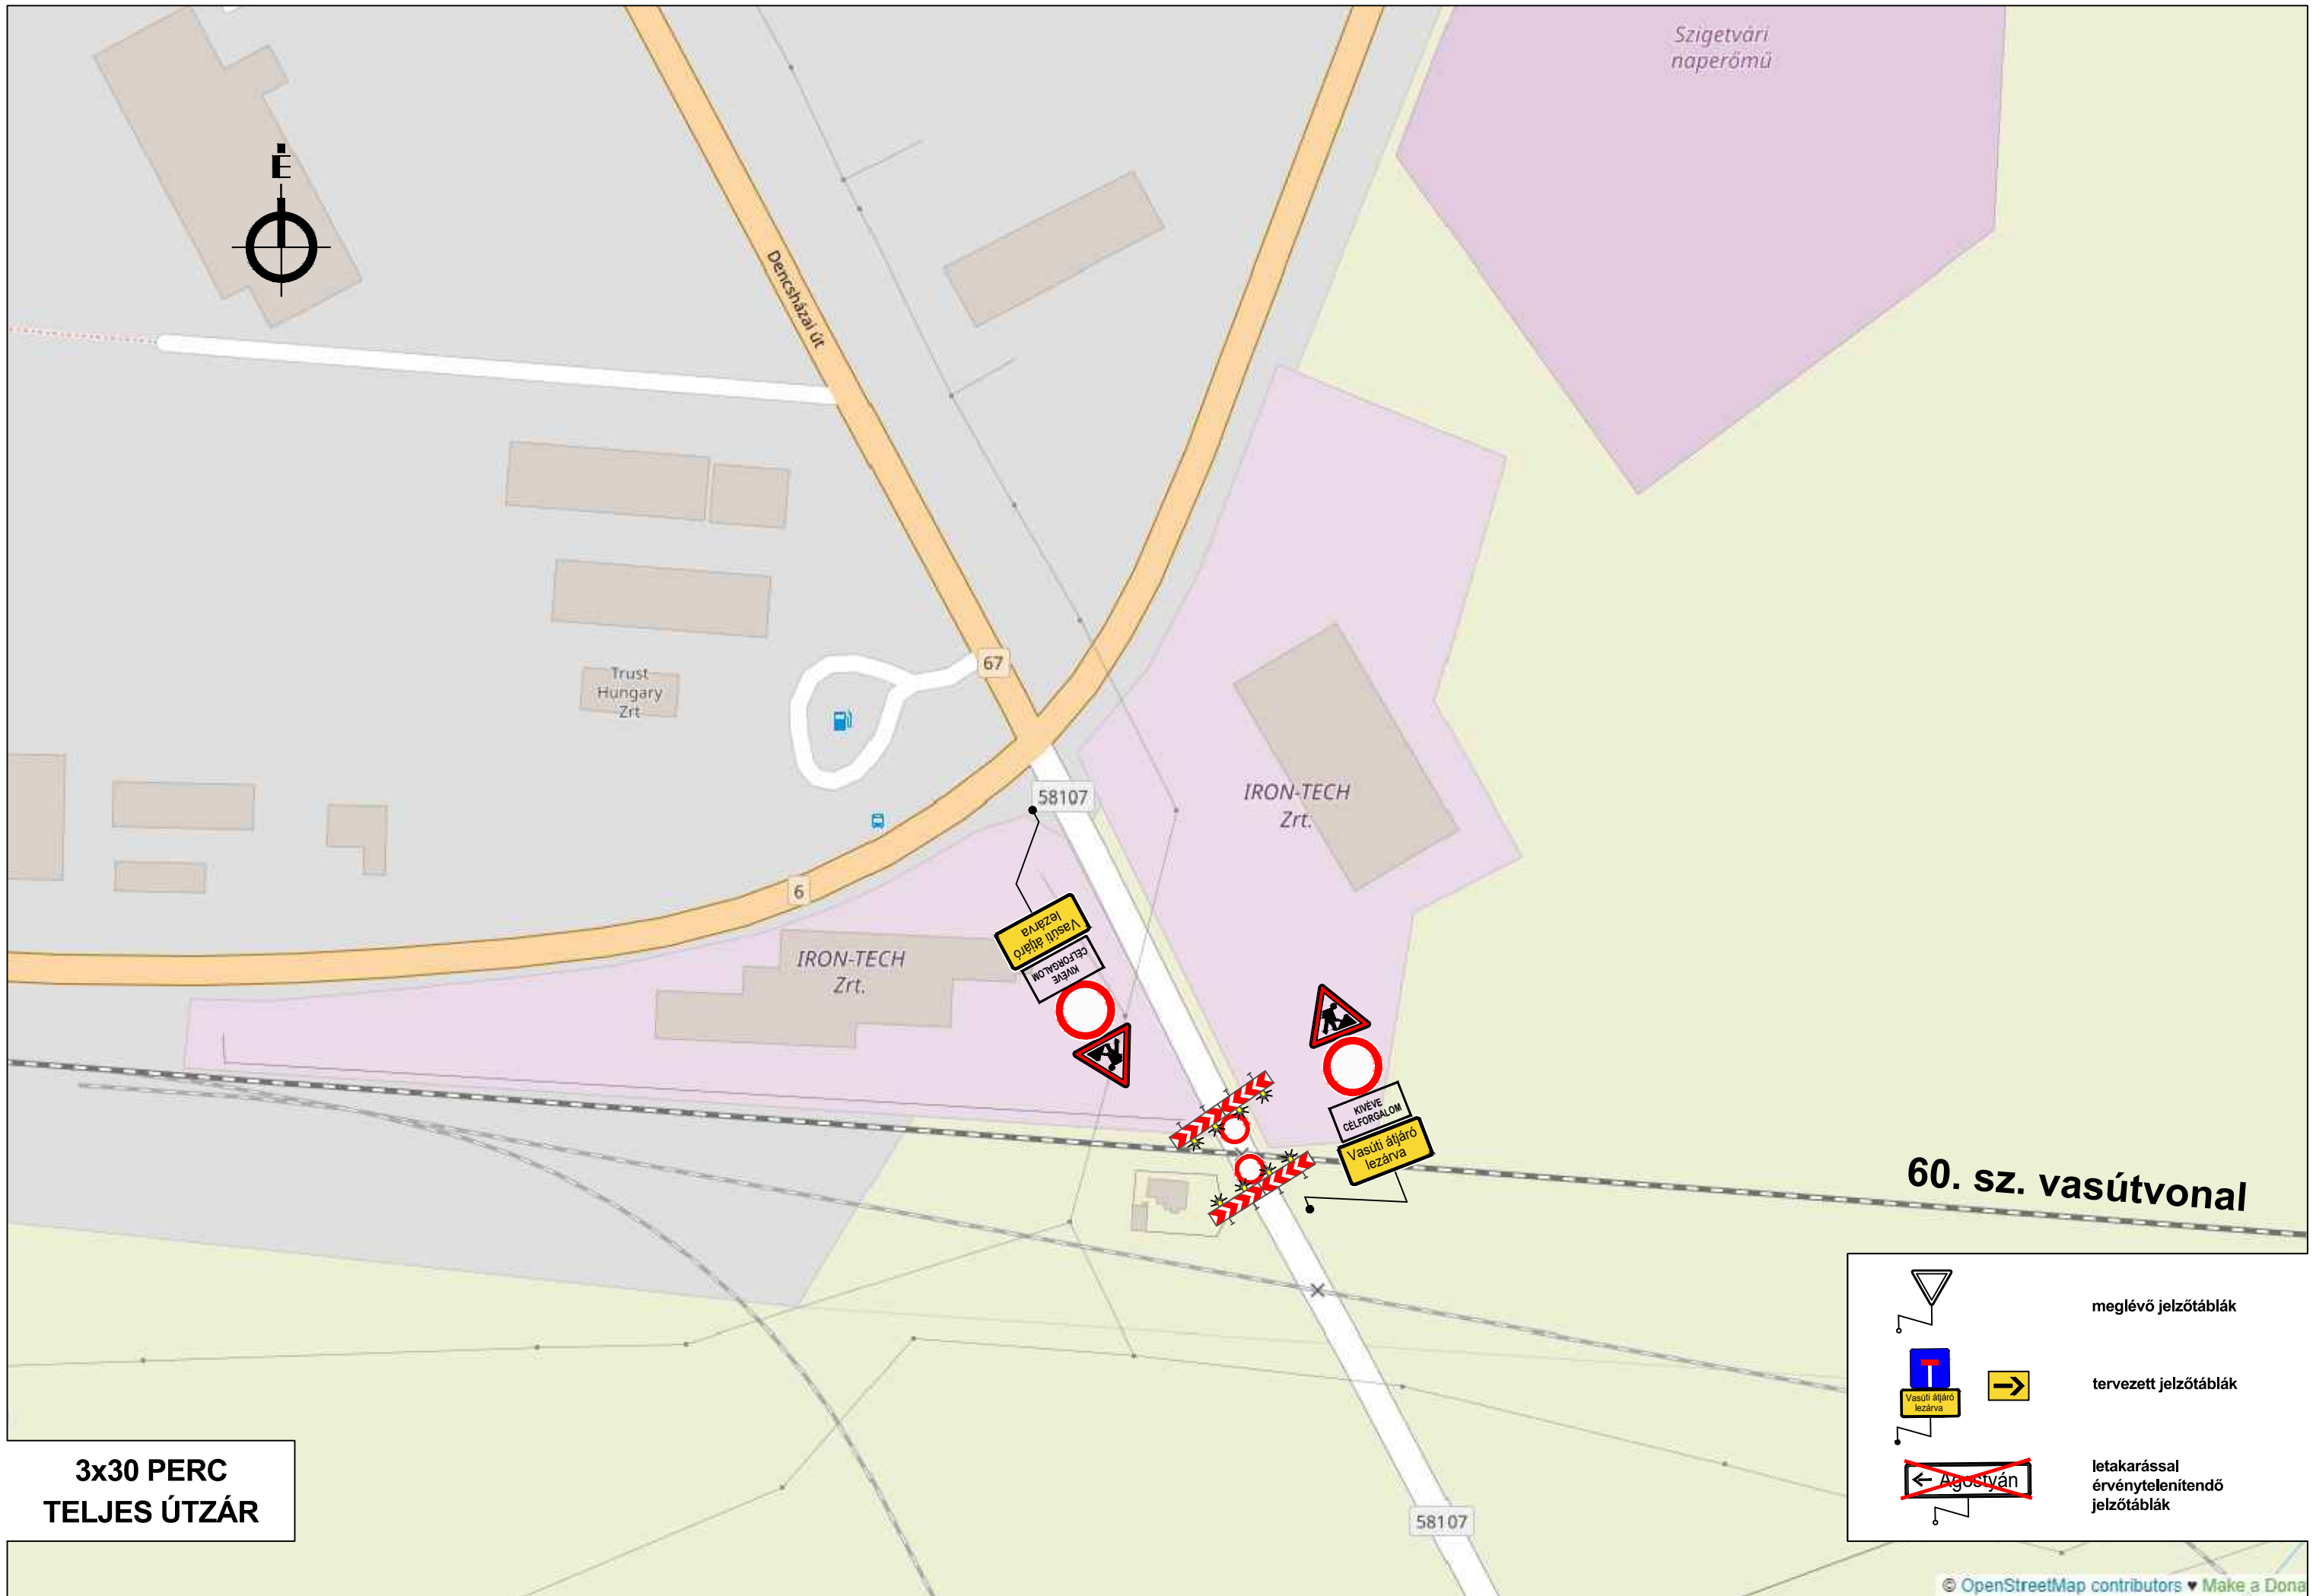 Szigetvári
naperőmű
É
Dencsházai út
67
Trust
Hungary
Zrt
58107
IRON-TECH
Zrt.
6
Vasúti átjáró
lezárva
KIVÉVE
CÉLFORGALOM
IRON-TECH
Zrt.
KIVÉVE
CÉLFORGALOM
Vasúti átjáró
lezárva
60. sz. vasútvonal
meglévő jelzőtáblák
Vasúti átjáró
lezárva
tervezett jelzőtáblák
← Agostyán
letakarással
érvénytelenítendő
jelzőtáblák
3x30 PERC
TELJES ÚTZÁR
58107
© OpenStreetMap contributors ♥ Make a Dona